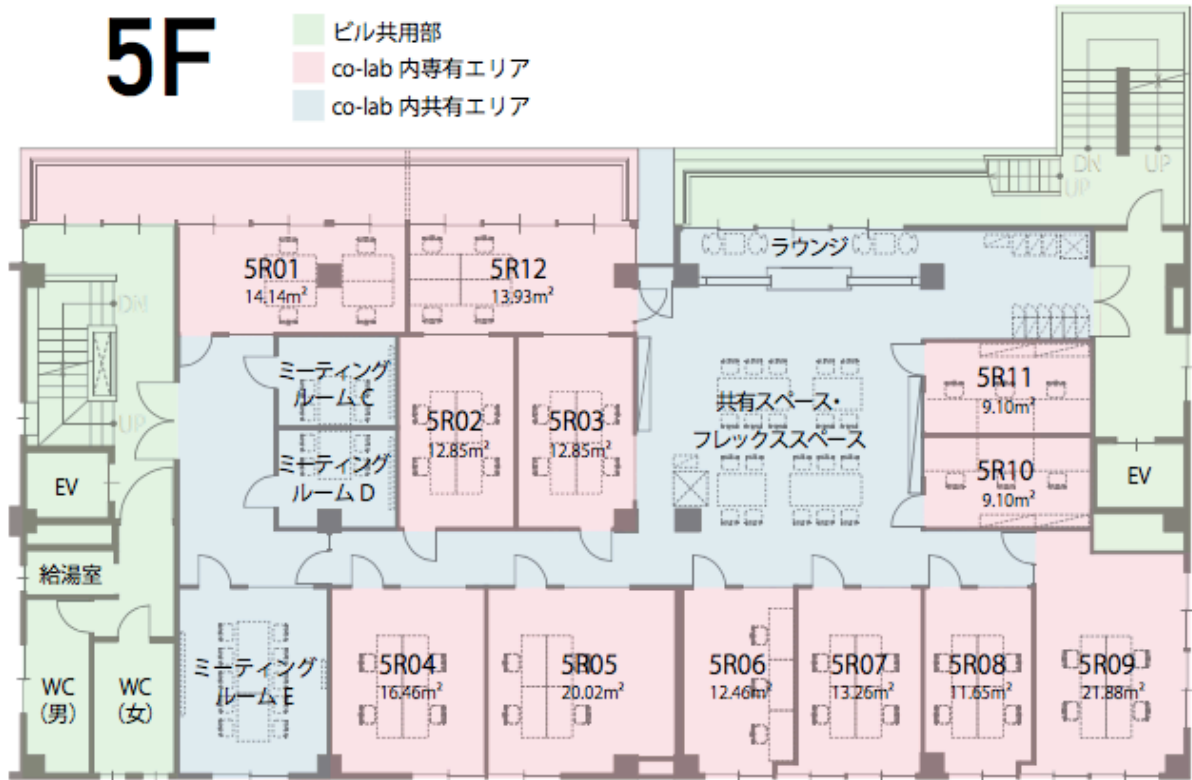 5F
ビル共用部
co-lab 内専有エリア
co-lab 内共有エリア
DN
UP
UP
ラウンジ
5R01
14.14m²
5R12
13.93m²
DN
UP
ミーティング
ルーム C
ミーティング
ルーム D
5R02
12.85m²
5R03
12.85m²
共有スペース・
フレックススペース
5R11
9.10m²
5R10
9.10m²
EV
EV
給湯室
WC
（男）
WC
（女）
ミーティング
ルーム E
5R04
16.46m²
5R05
20.02m²
5R06
12.46m²
5R07
13.26m²
5R08
11.65m²
5R09
21.88m²